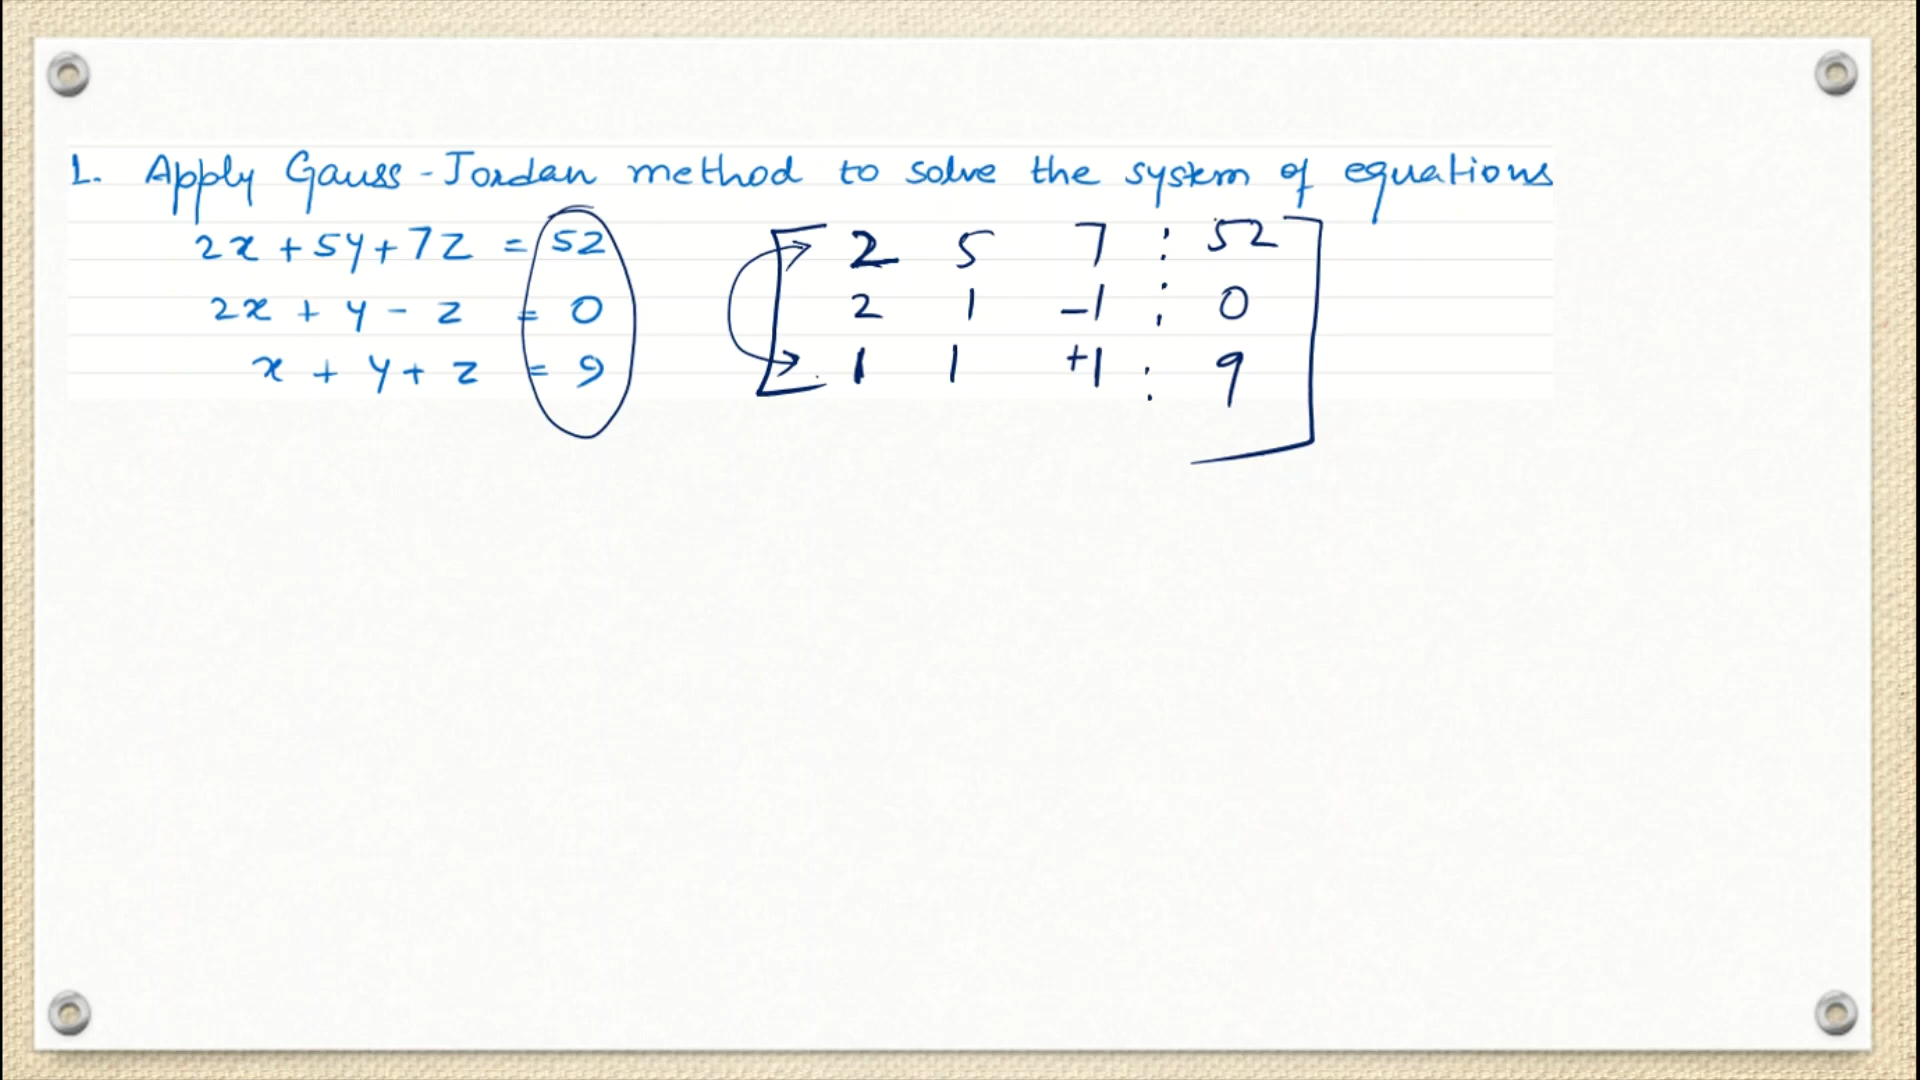 1. Apply Gauss-Jordan method to solve the system of equations
2x + 5y + 7z = 52
2x + y - z = 0
x + y + z = 9
2 5 7 : 52
2 1 -1 : 0
1 1 +1 : 9